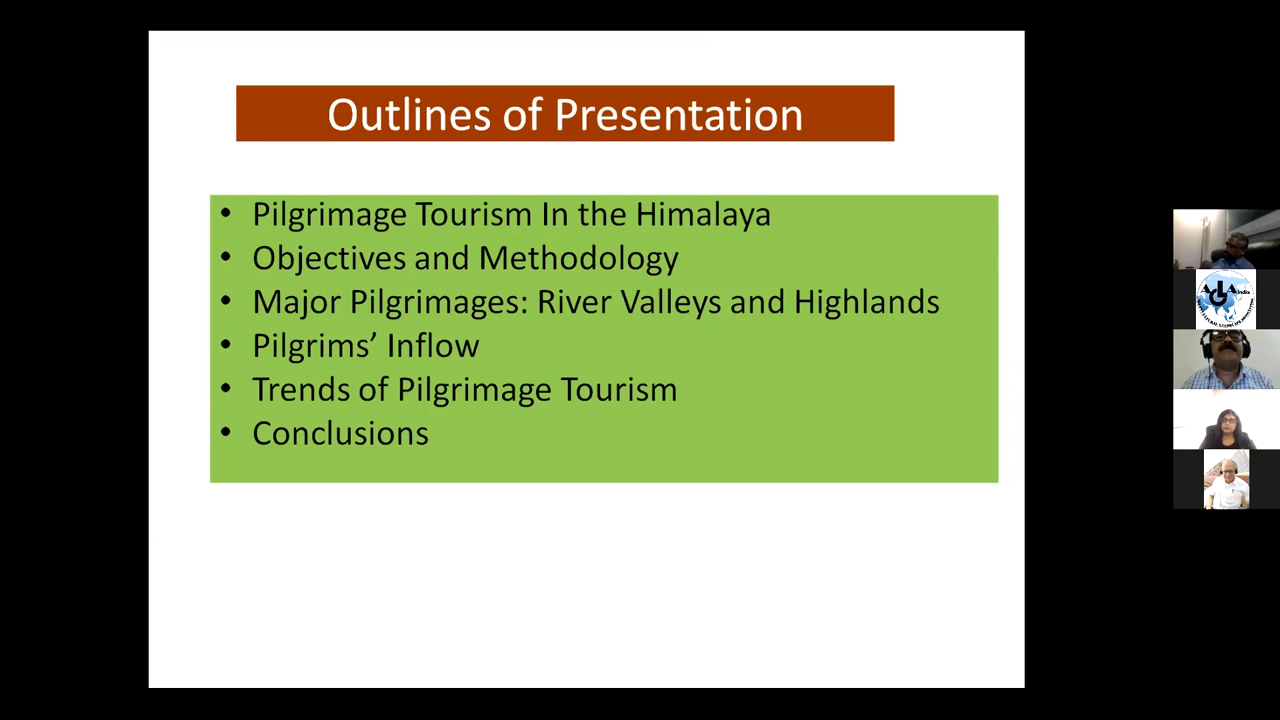 Outlines of Presentation
• Pilgrimage Tourism In the Himalaya
• Objectives and Methodology
• Major Pilgrimages: River Valleys and Highlands
• Pilgrims’ Inflow
• Trends of Pilgrimage Tourism
• Conclusions
India